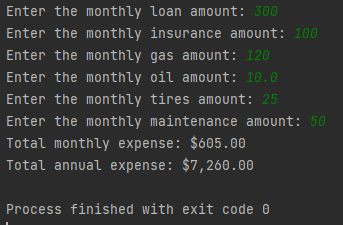 Enter the monthly loan amount: 300
Enter the monthly insurance amount: 100
Enter the monthly gas amount: 120
Enter the monthly oil amount: 10.0
Enter the monthly tires amount: 25
Enter the monthly maintenance amount: 50
Total monthly expense: $605.00
Total annual expense: $7,260.00
Process finished with exit code 0